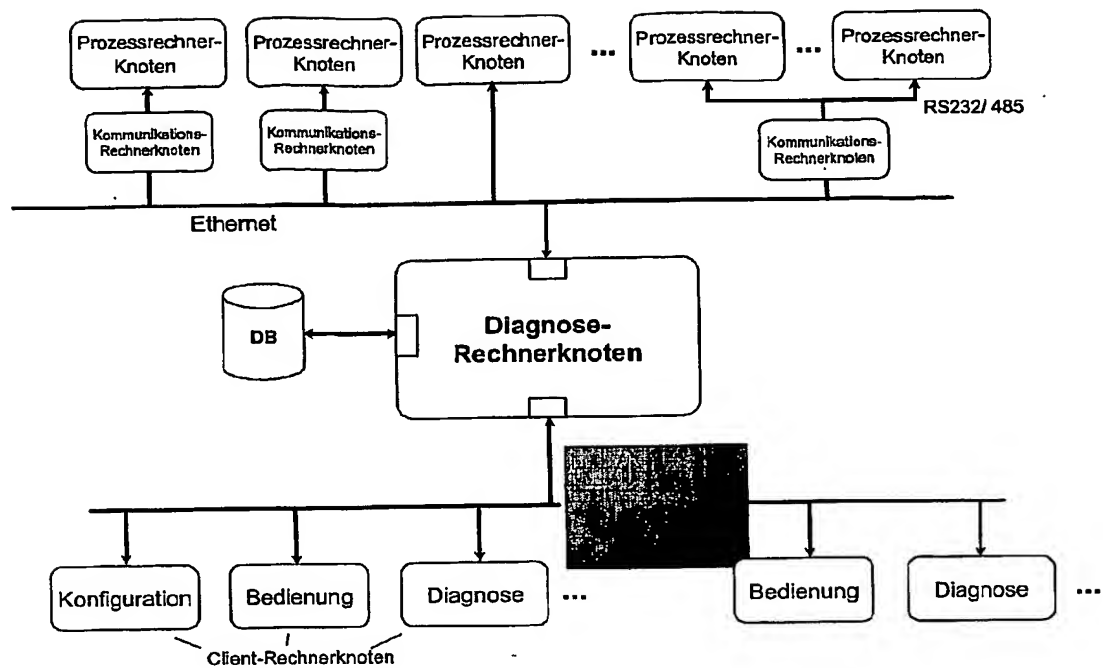 Prozessrechner-
Knoten
Prozessrechner-
Knoten
Prozessrechner-
Knoten
...
Prozessrechner-
Knoten
...
Prozessrechner-
Knoten
RS232/ 485
Kommunikations-
Rechnerknoten
Kommunikations-
Rechnerknoten
Kommunikations-
Rechnerknoten
Ethernet
DB
Diagnose-
Rechnerknoten
Konfiguration
Bedienung
Diagnose
...
Bedienung
Diagnose
...
Client-Rechnerknoten